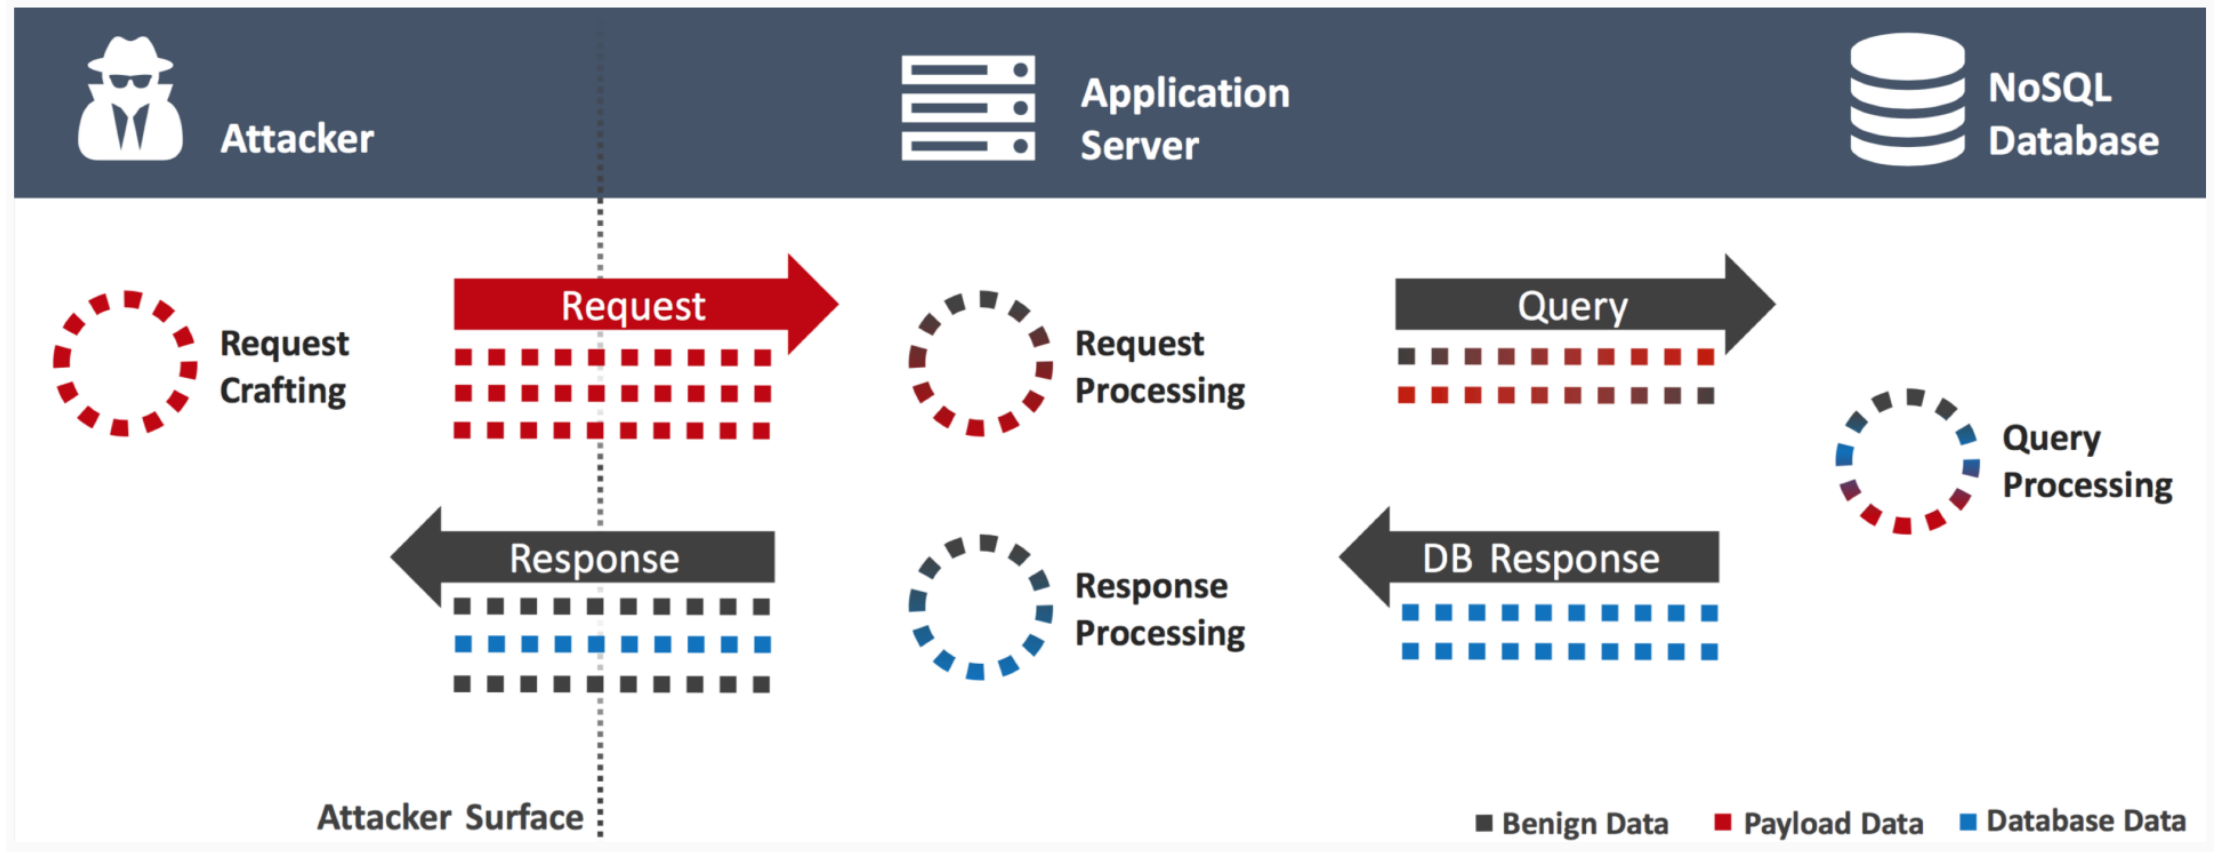 Attacker
Application
Server
NoSQL
Database
Request
Crafting
Request
Request
Processing
Query
Query
Processing
Response
Response
Processing
DB Response
Attacker Surface
Benign Data
Payload Data
Database Data